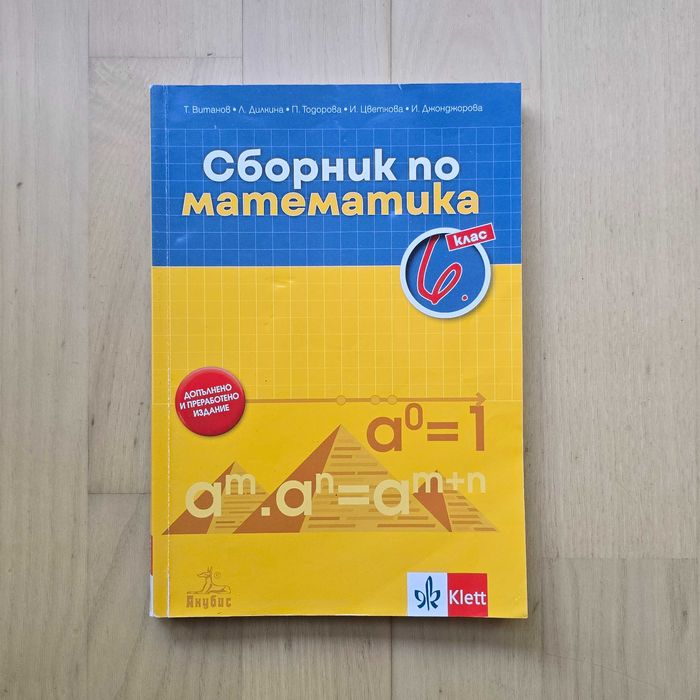 Т. Витанов • Л. Дилкина • П. Тодорова • И. Цветкова • И. Джонджорова
Сборник по
математика
клас
6.
ДОПЪЛНЕНО
И ПРЕРАБОТЕНО
ИЗДАНИЕ
a⁰=1
aᵐ.aⁿ=aᵐ⁺ⁿ
®
Анубис
Klett